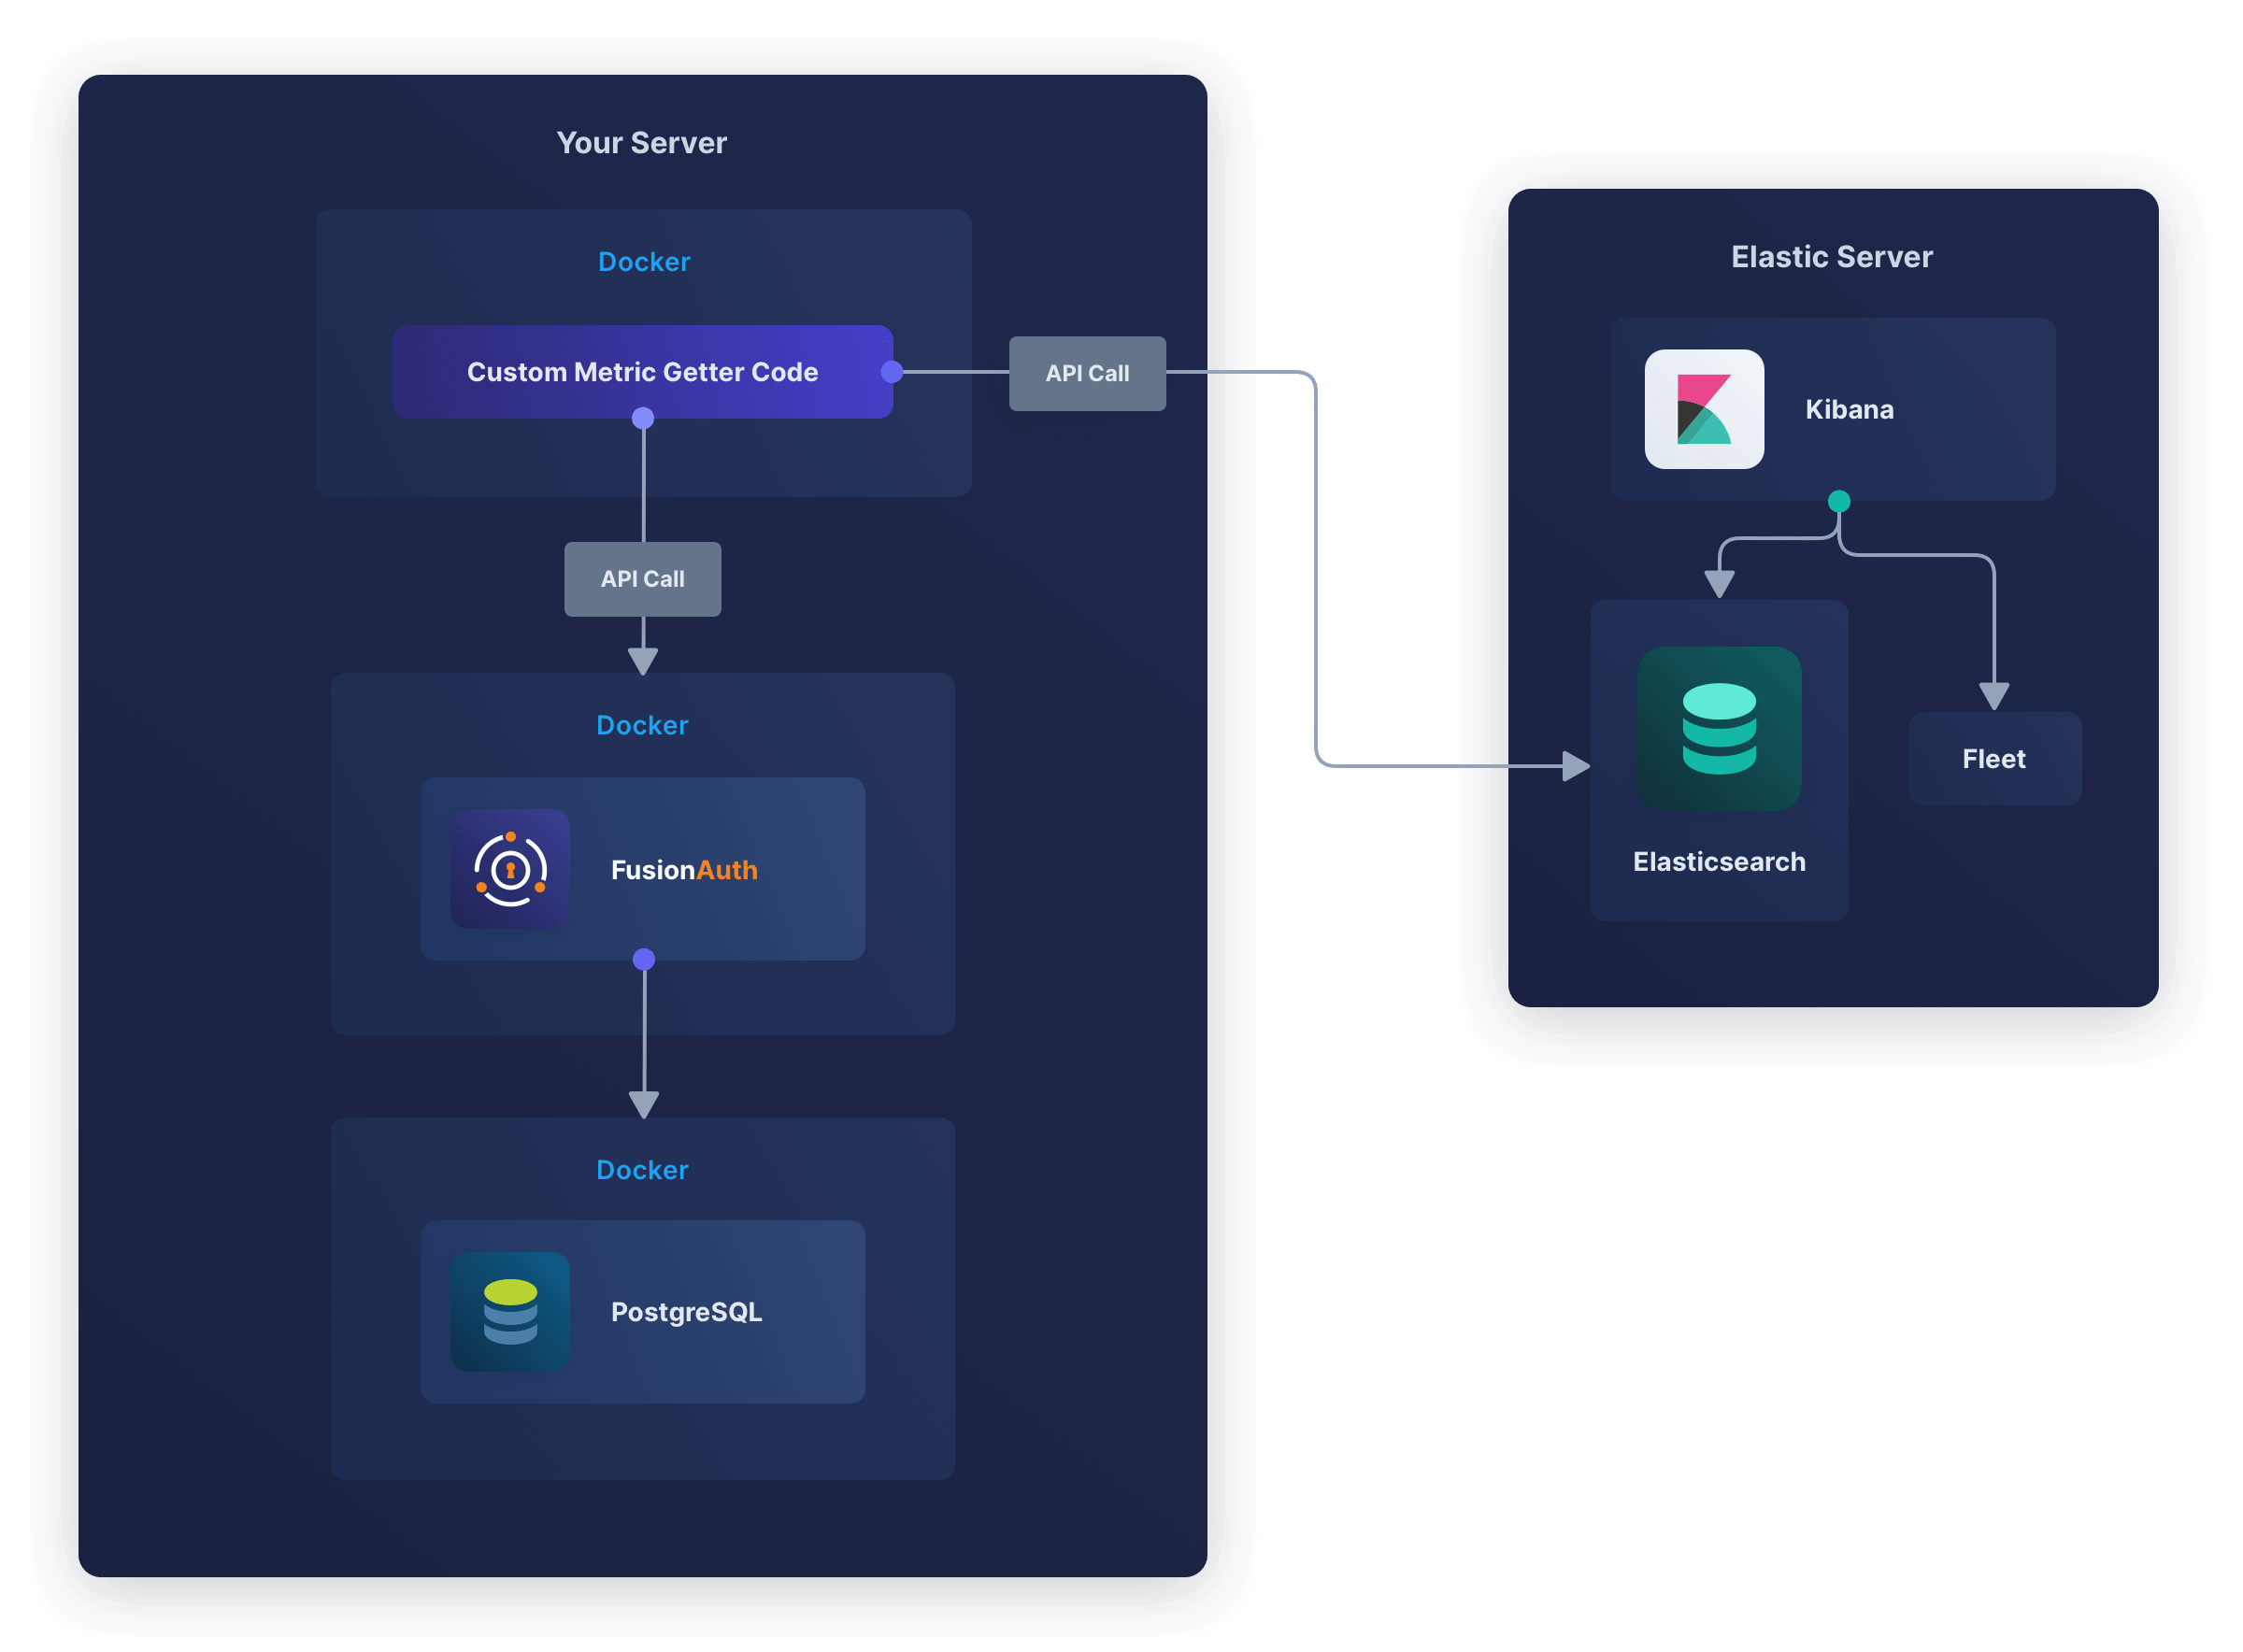 Your Server
Docker
Custom Metric Getter Code
API Call
API Call
Docker
FusionAuth
Docker
PostgreSQL
Elastic Server
Kibana
Elasticsearch
Fleet